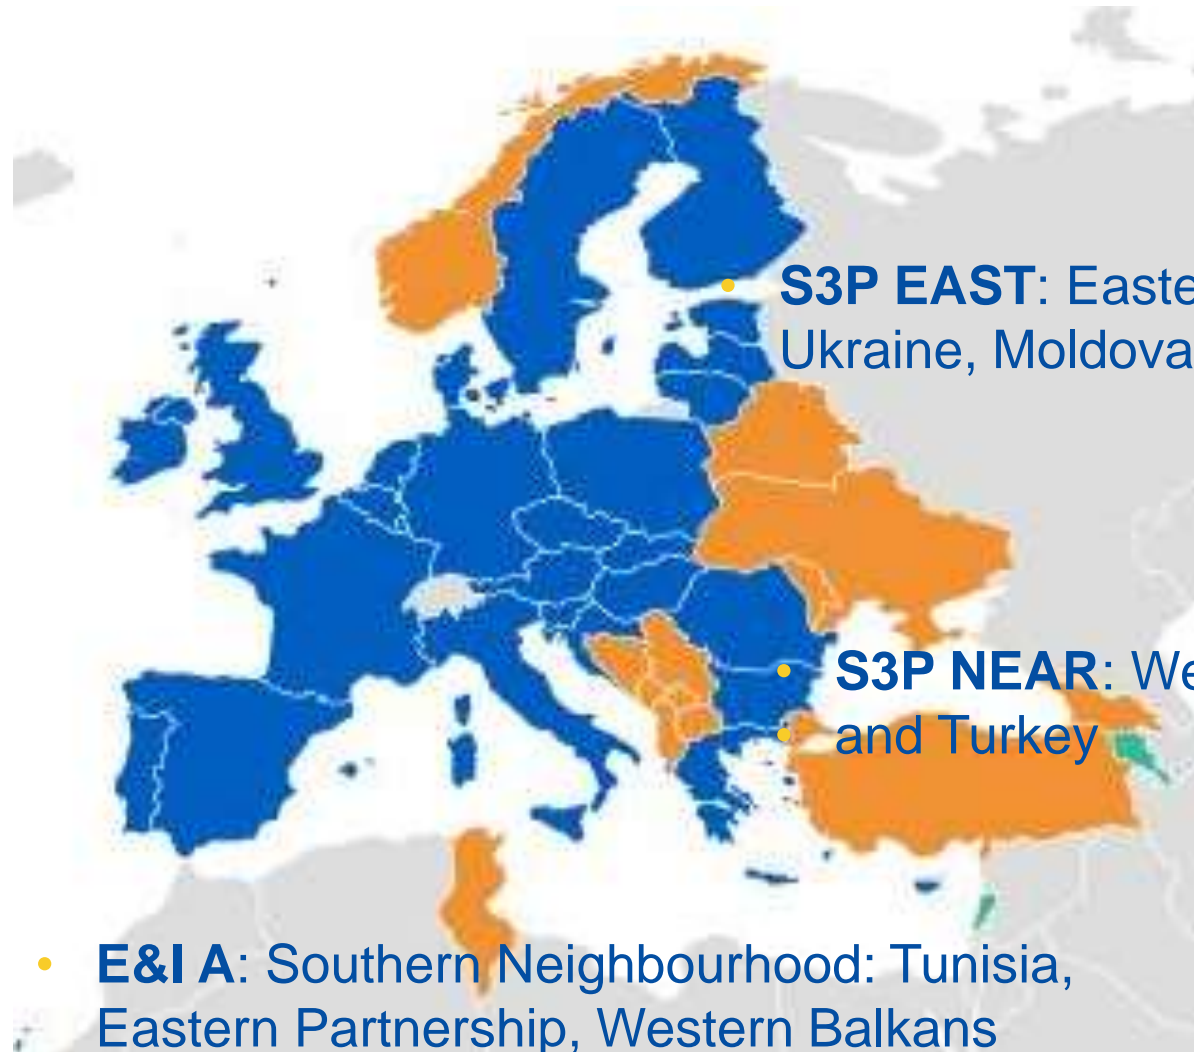 • S3P EAST: Easte
Ukraine, Moldova
• S3P NEAR: We
• and Turkey
• E&I A: Southern Neighbourhood: Tunisia,
Eastern Partnership, Western Balkans